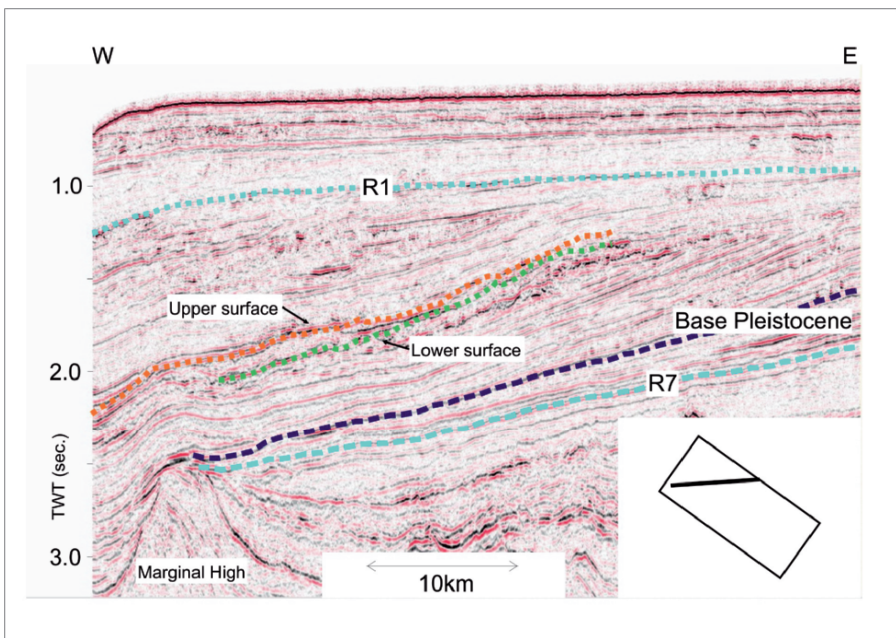 W
E
1.0
R1
Upper surface
Base Pleistocene
Lower surface
2.0
R7
TWT (sec.)
3.0
Marginal High
10km